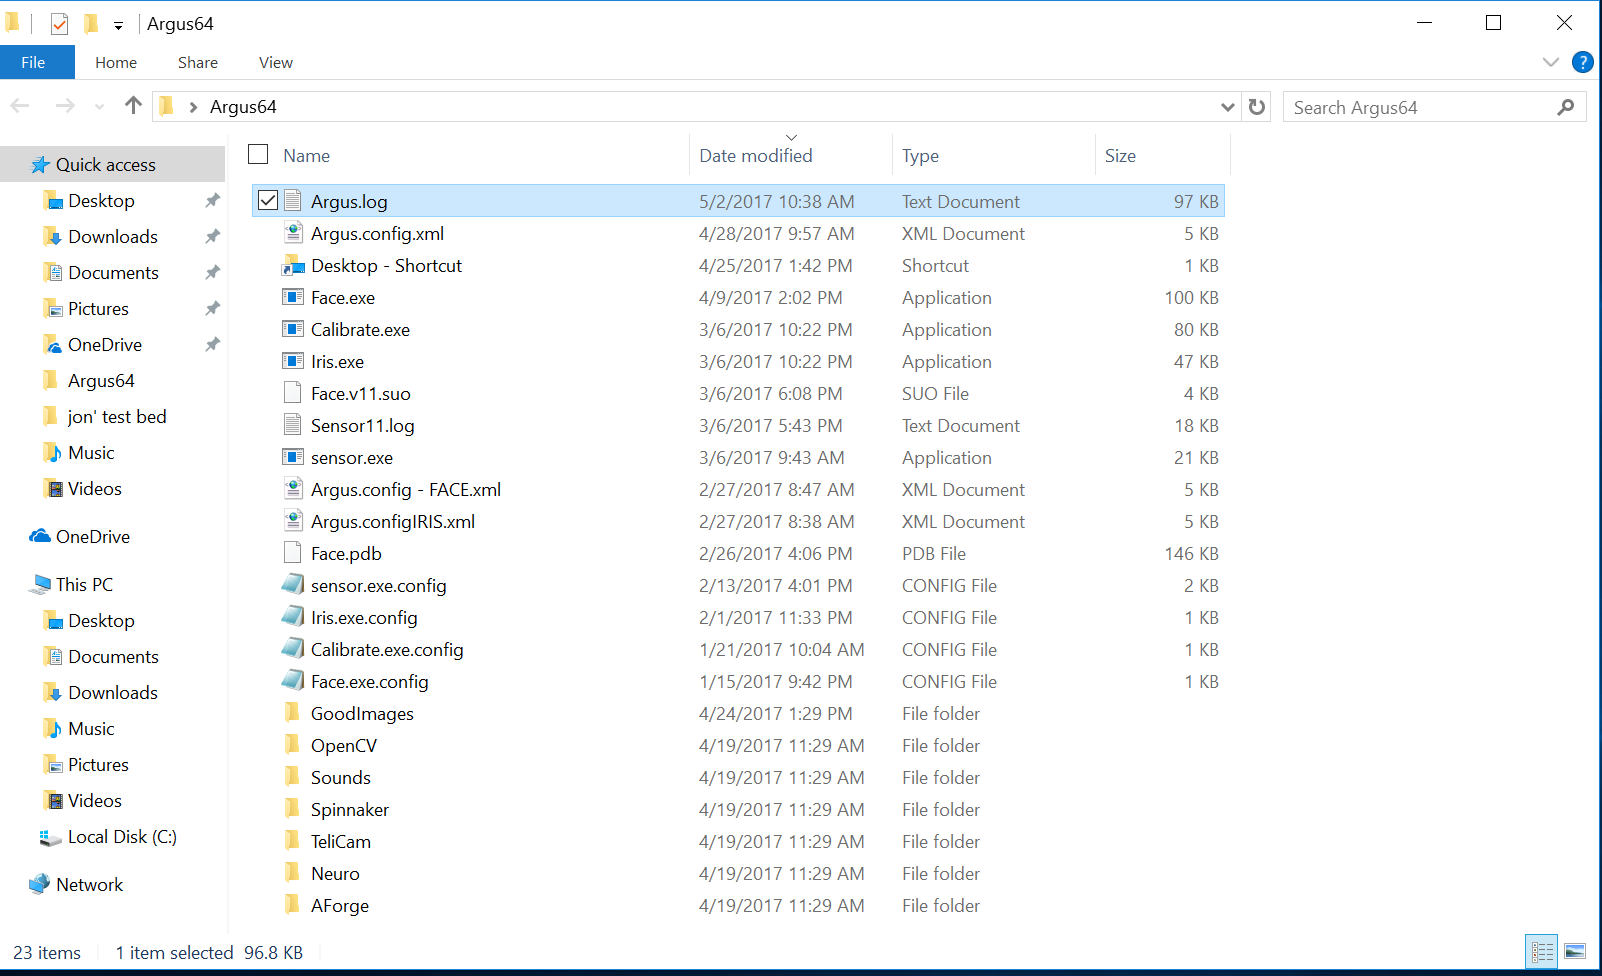 Argus64
File Home Share View ?
Argus64 Search Argus64
Name Date modified Type Size
Quick access
Desktop
Downloads
Documents
Pictures
OneDrive
Argus64
jon' test bed
Music
Videos
OneDrive
This PC
Desktop
Documents
Downloads
Music
Pictures
Videos
Local Disk (C:)
Network
Argus.log 5/2/2017 10:38 AM Text Document 97 KB
Argus.config.xml 4/28/2017 9:57 AM XML Document 5 KB
Desktop - Shortcut 4/25/2017 1:42 PM Shortcut 1 KB
Face.exe 4/9/2017 2:02 PM Application 100 KB
Calibrate.exe 3/6/2017 10:22 PM Application 80 KB
Iris.exe 3/6/2017 10:22 PM Application 47 KB
Face.v11.suo 3/6/2017 6:08 PM SUO File 4 KB
Sensor11.log 3/6/2017 5:43 PM Text Document 18 KB
sensor.exe 3/6/2017 9:43 AM Application 21 KB
Argus.config - FACE.xml 2/27/2017 8:47 AM XML Document 5 KB
Argus.configIRIS.xml 2/27/2017 8:38 AM XML Document 5 KB
Face.pdb 2/26/2017 4:06 PM PDB File 146 KB
sensor.exe.config 2/13/2017 4:01 PM CONFIG File 2 KB
Iris.exe.config 2/1/2017 11:33 PM CONFIG File 1 KB
Calibrate.exe.config 1/21/2017 10:04 AM CONFIG File 1 KB
Face.exe.config 1/15/2017 9:42 PM CONFIG File 1 KB
GoodImages 4/24/2017 1:29 PM File folder
OpenCV 4/19/2017 11:29 AM File folder
Sounds 4/19/2017 11:29 AM File folder
Spinnaker 4/19/2017 11:29 AM File folder
TeliCam 4/19/2017 11:29 AM File folder
Neuro 4/19/2017 11:29 AM File folder
AForge 4/19/2017 11:29 AM File folder
23 items 1 item selected 96.8 KB